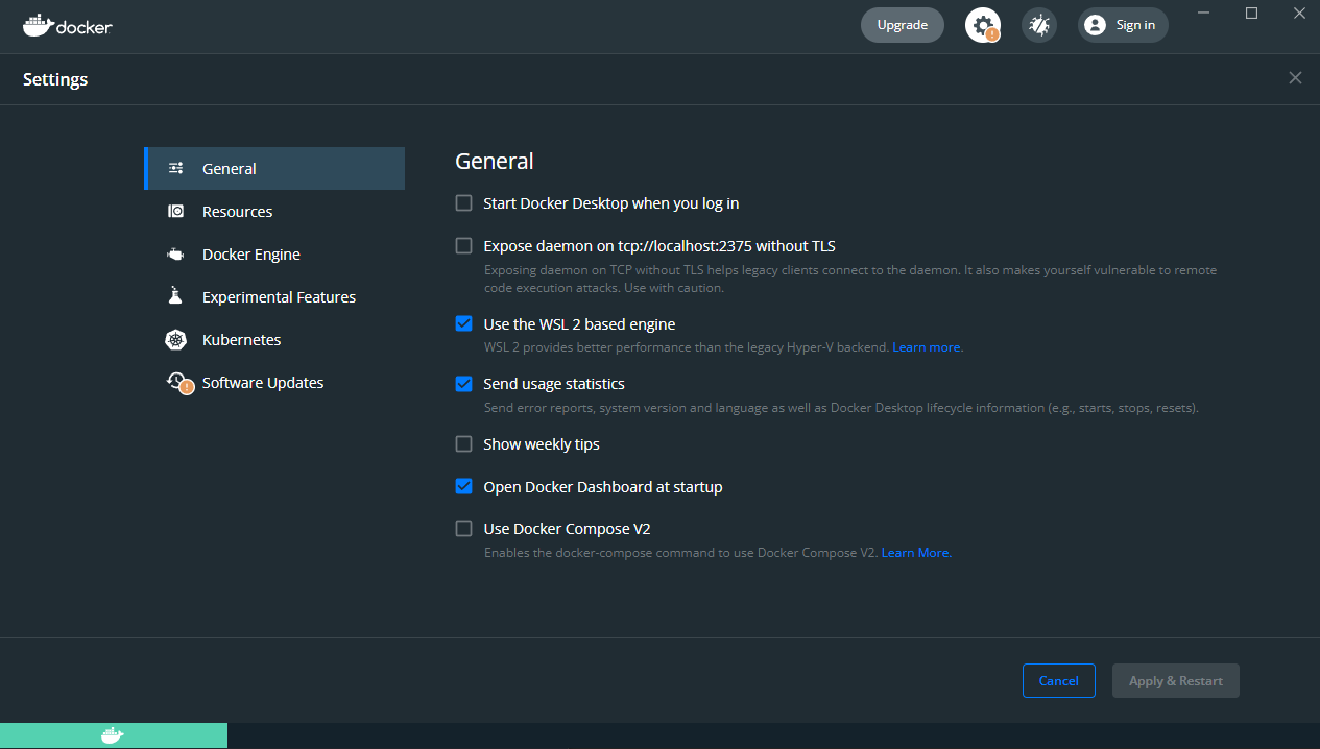 docker
Upgrade
Sign in
Settings
General
Resources
Docker Engine
Experimental Features
Kubernetes
Software Updates
General
Start Docker Desktop when you log in
Expose daemon on tcp://localhost:2375 without TLS
Exposing daemon on TCP without TLS helps legacy clients connect to the daemon. It also makes yourself vulnerable to remote
code execution attacks. Use with caution.
Use the WSL 2 based engine
WSL 2 provides better performance than the legacy Hyper-V backend. Learn more.
Send usage statistics
Send error reports, system version and language as well as Docker Desktop lifecycle information (e.g., starts, stops, resets).
Show weekly tips
Open Docker Dashboard at startup
Use Docker Compose V2
Enables the docker-compose command to use Docker Compose V2. Learn More.
Cancel
Apply & Restart